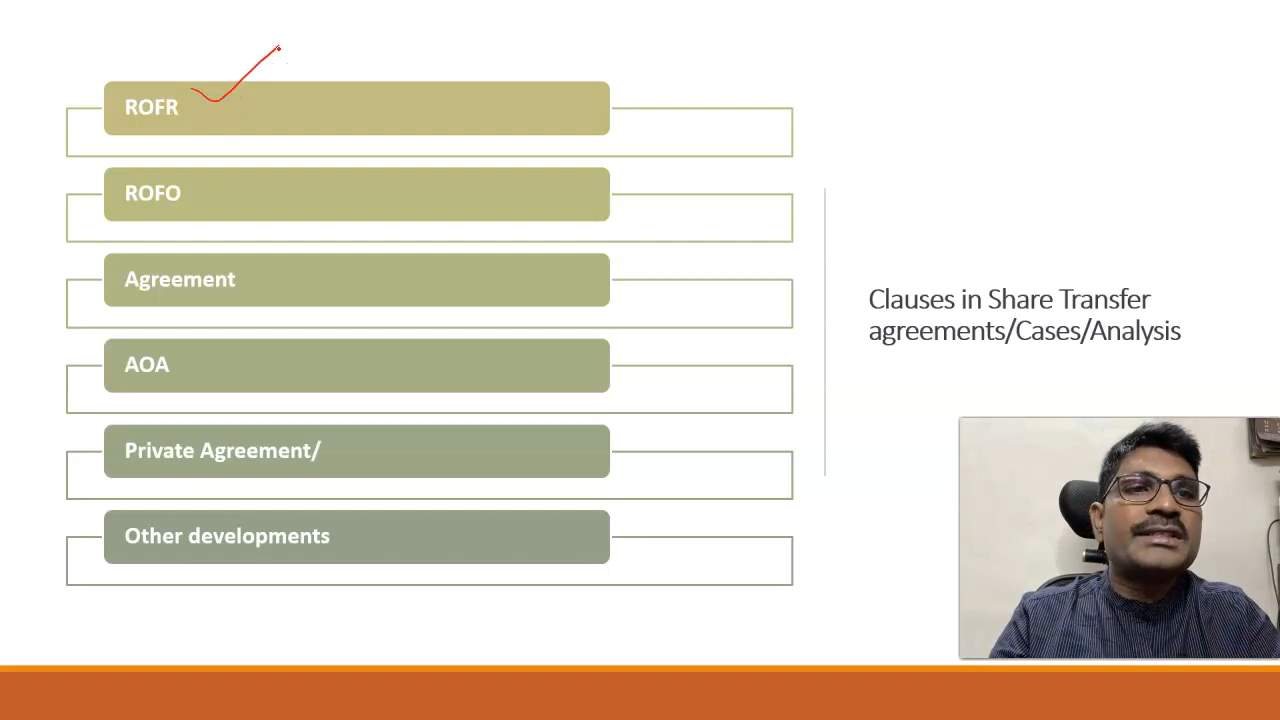 ROFR
ROFO
Agreement
AOA
Private Agreement/
Other developments
Clauses in Share Transfer
agreements/Cases/Analysis